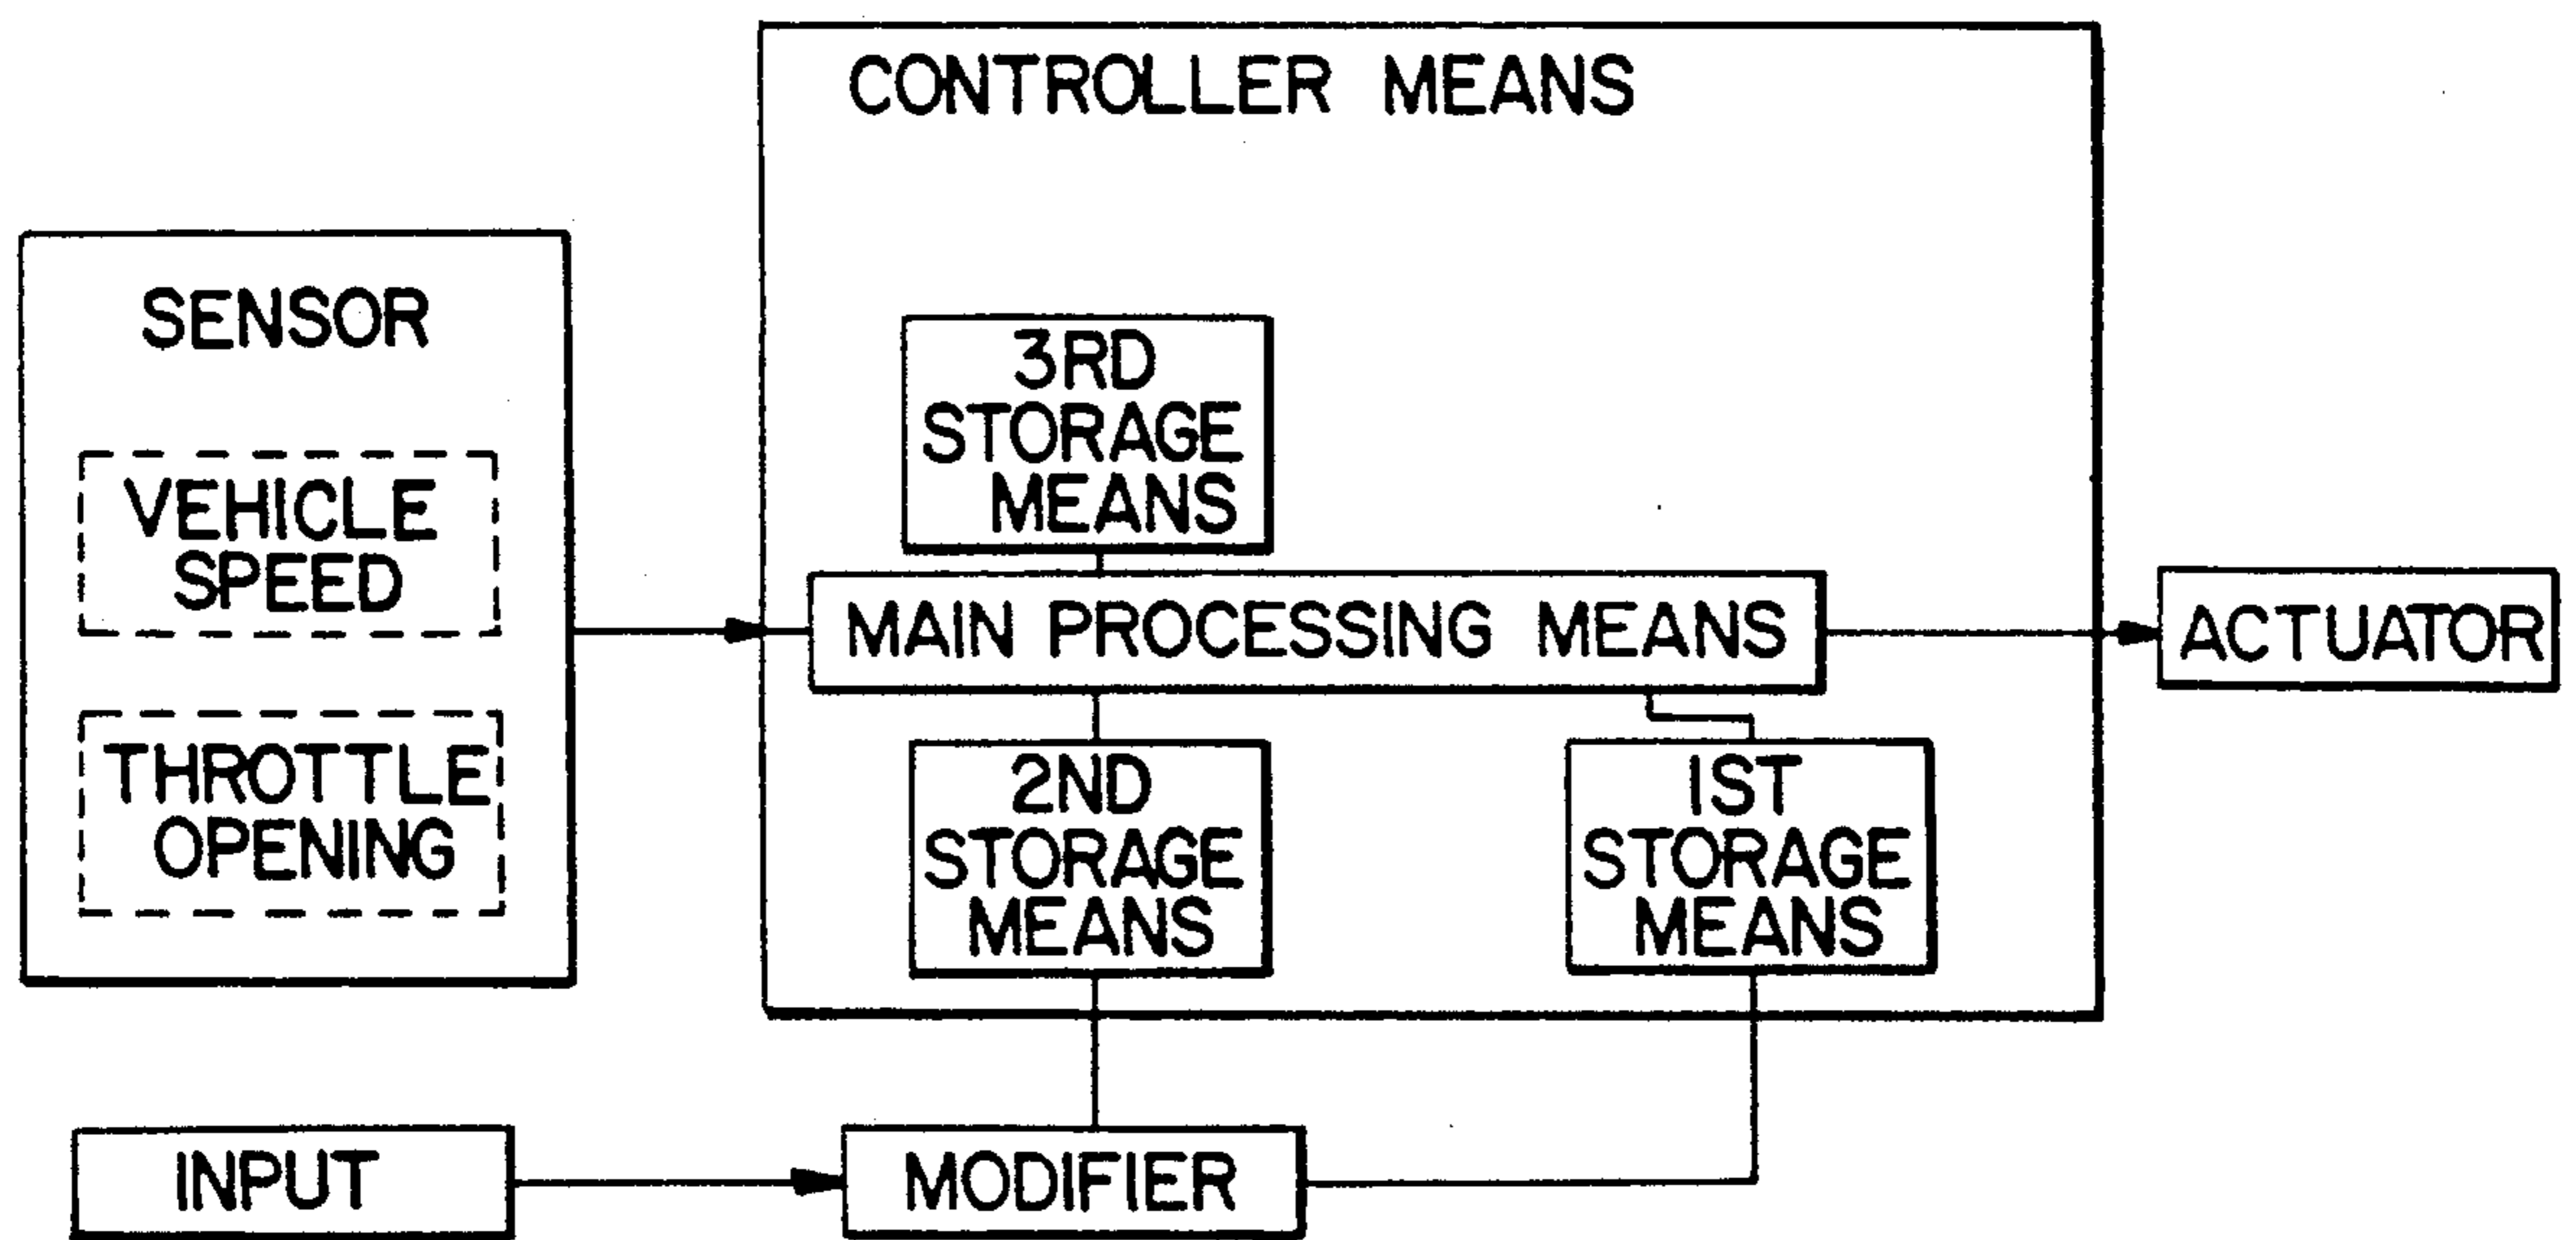 CONTROLLER MEANS
SENSOR
VEHICLE
SPEED
THROTTLE
OPENING
3RD
STORAGE
MEANS
MAIN PROCESSING MEANS
2ND
STORAGE
MEANS
1ST
STORAGE
MEANS
ACTUATOR
INPUT
MODIFIER